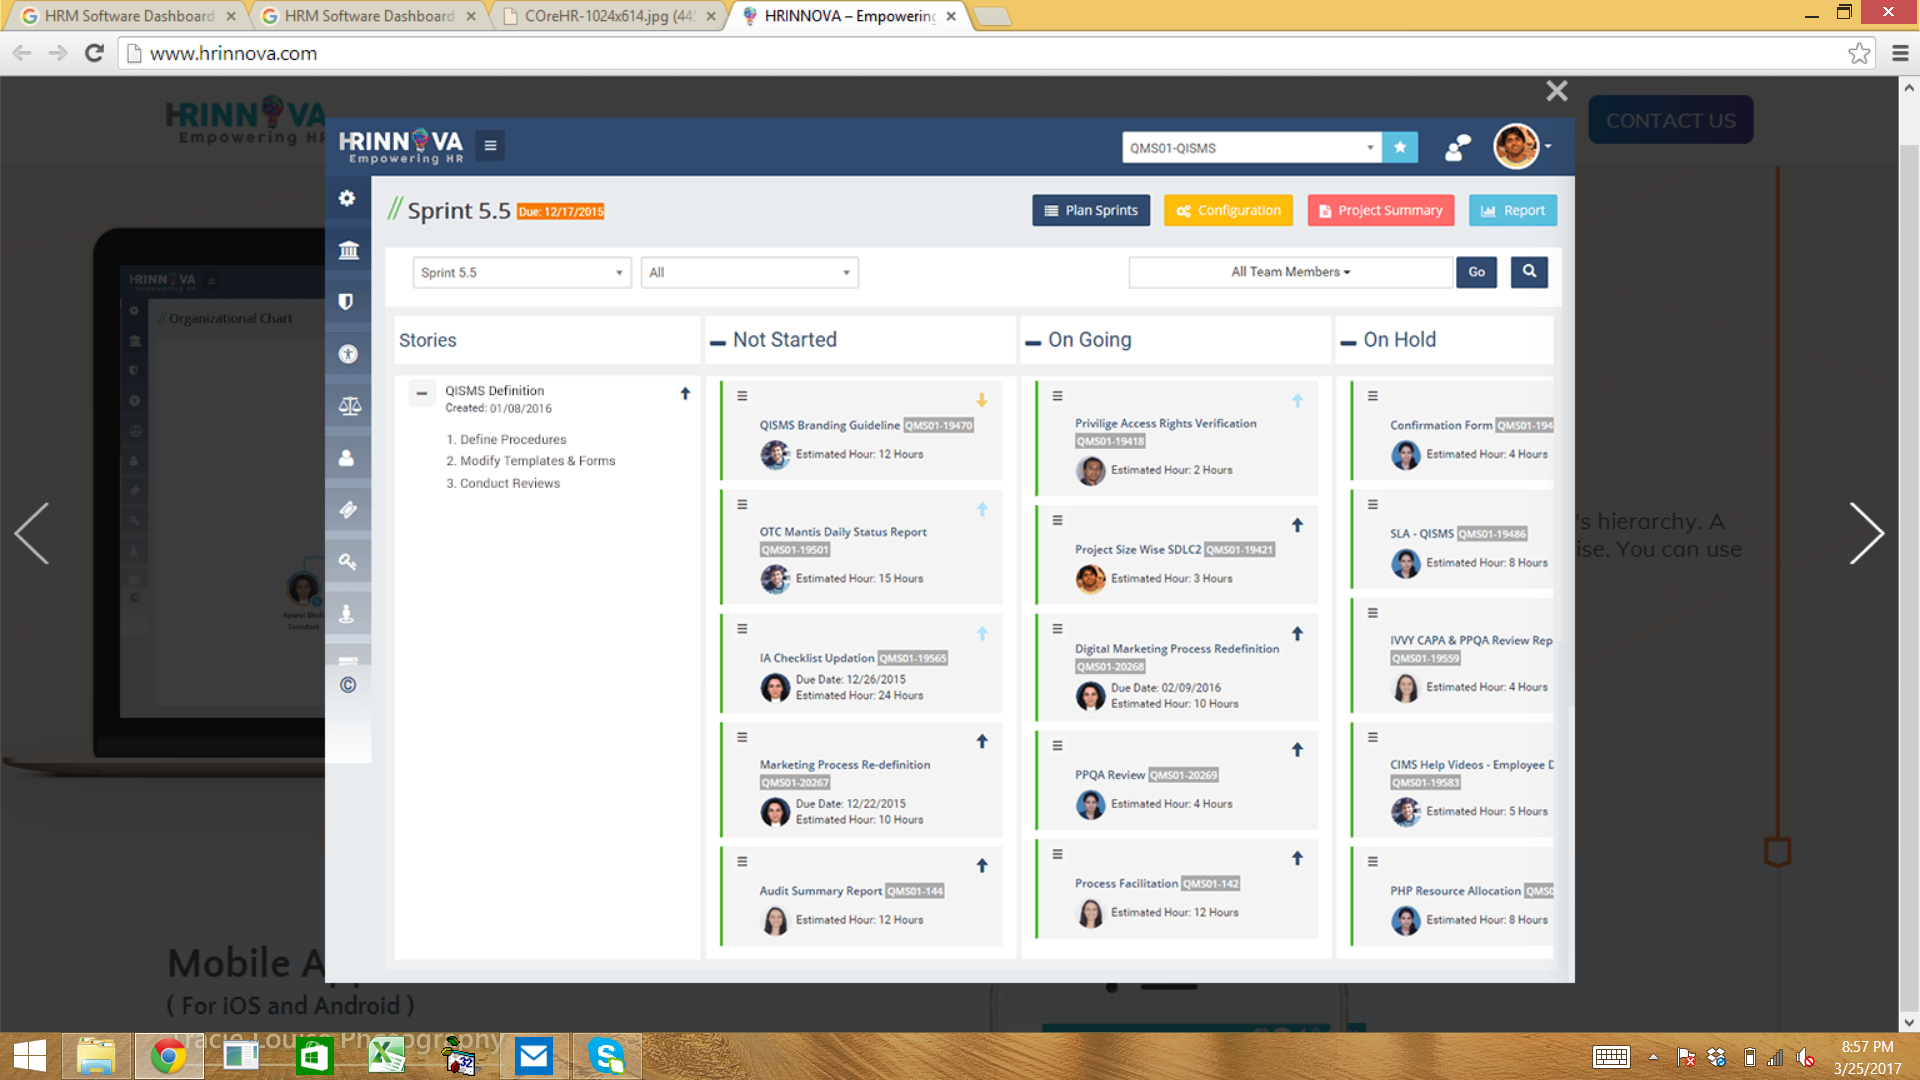 HRM Software Dashboard
HRM Software Dashboard
COreHR-1024x614.jpg (44
HRINNOVA – Empowering
www.hrinnova.com
HRINNOVA
Empowering HR
CONTACT US
HRINNOVA
Empowering HR
QMS01-QISMS
// Sprint 5.5 Due: 12/17/2015
Plan Sprints
Configuration
Project Summary
Report
Sprint 5.5
All
All Team Members
Go
Stories
Not Started
On Going
On Hold
QISMS Definition
Created: 01/08/2016
1. Define Procedures
2. Modify Templates & Forms
3. Conduct Reviews
QISMS Branding Guideline QMS01-19470
Estimated Hour: 12 Hours
OTC Mantis Daily Status Report
QMS01-19501
Estimated Hour: 15 Hours
IA Checklist Updation QMS01-19565
Due Date: 12/26/2015
Estimated Hour: 24 Hours
Marketing Process Re-definition
QMS01-20267
Due Date: 12/22/2015
Estimated Hour: 10 Hours
Audit Summary Report QMS01-144
Estimated Hour: 12 Hours
Privilige Access Rights Verification
QMS01-19418
Estimated Hour: 2 Hours
Project Size Wise SDLC2 QMS01-19421
Estimated Hour: 3 Hours
Digital Marketing Process Redefinition
QMS01-20268
Due Date: 02/09/2016
Estimated Hour: 10 Hours
PPQA Review QMS01-20269
Estimated Hour: 4 Hours
Process Facilitation QMS01-142
Estimated Hour: 12 Hours
Confirmation Form QMS01-194
Estimated Hour: 4 Hours
SLA - QISMS QMS01-19486
Estimated Hour: 8 Hours
IVVY CAPA & PPQA Review Rep
QMS01-19559
Estimated Hour: 4 Hours
CIMS Help Videos - Employee D
QMS01-19583
Estimated Hour: 5 Hours
PHP Resource Allocation QMS0
Estimated Hour: 8 Hours
HRINNOVA
Empowering HR
// Organizational Chart
Consultant
's hierarchy. A
ise. You can use
Mobile A
( For iOS and Android )
Tracie Louise Photography
32
8:57 PM
3/25/2017